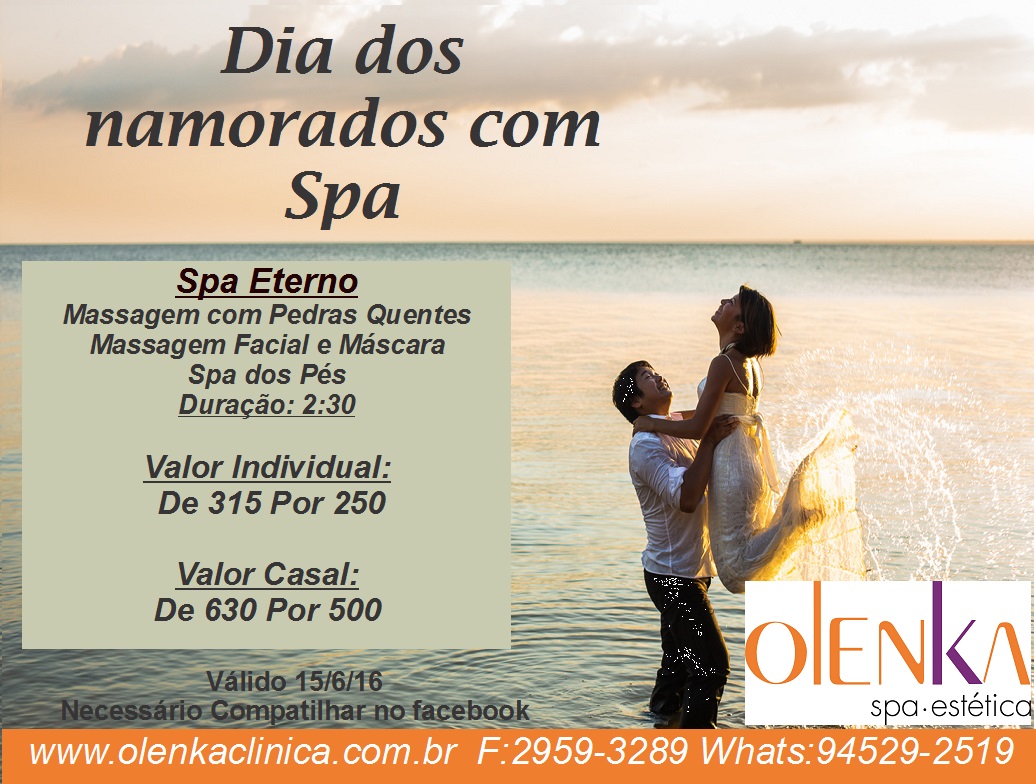 Dia dos
namorados com
Spa
Spa Eterno
Massagem com Pedras Quentes
Massagem Facial e Máscara
Spa dos Pés
Duração: 2:30
Valor Individual:
De 315 Por 250
Valor Casal:
De 630 Por 500
Válido 15/6/16
Necessário Compatilhar no facebook
olenka
spa·estética
www.olenkaclinica.com.br F:2959-3289 Whats:94529-2519